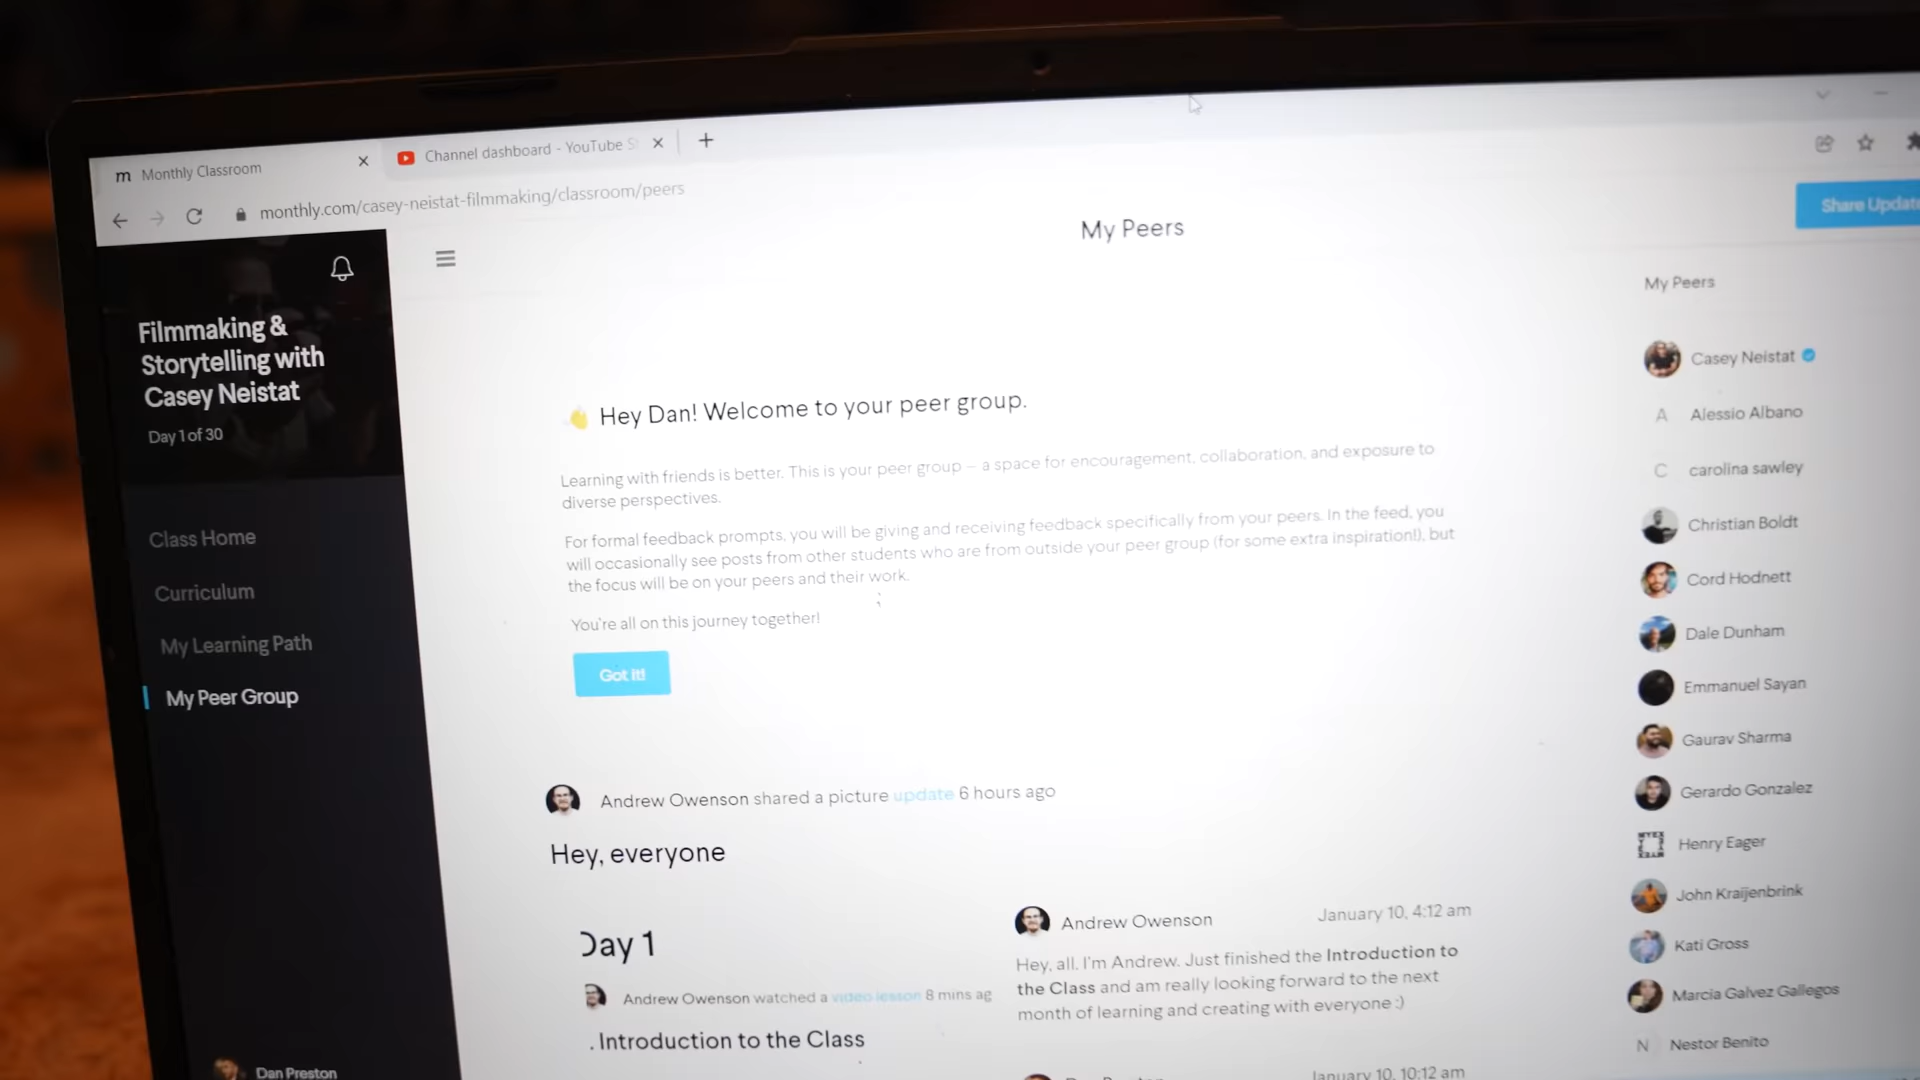 m Monthly Classroom
Channel dashboard - YouTube S
monthly.com/casey-neistat-filmmaking/classroom/peers
My Peers
Share Update
Filmmaking &
Storytelling with
Casey Neistat
Day 1 of 30
Class Home
Curriculum
My Learning Path
My Peer Group
Dan Preston
Hey Dan! Welcome to your peer group.
Learning with friends is better. This is your peer group – a space for encouragement, collaboration, and exposure to
diverse perspectives.
For formal feedback prompts, you will be giving and receiving feedback specifically from your peers. In the feed, you
will occasionally see posts from other students who are from outside your peer group (for some extra inspiration!), but
the focus will be on your peers and their work.
You're all on this journey together!
Got it!
Andrew Owenson shared a picture update 6 hours ago
Hey, everyone
Day 1
Andrew Owenson watched a video lesson 8 mins ag
. Introduction to the Class
Andrew Owenson
January 10, 4:12 am
Hey, all. I'm Andrew. Just finished the Introduction to
the Class and am really looking forward to the next
month of learning and creating with everyone :)
January 10, 10:12 am
My Peers
Casey Neistat
A Alessio Albano
C carolina sawley
Christian Boldt
Cord Hodnett
Dale Dunham
Emmanuel Sayan
Gaurav Sharma
Gerardo Gonzalez
Henry Eager
John Kraijenbrink
Kati Gross
Marcia Galvez Gallegos
N Nestor Benito